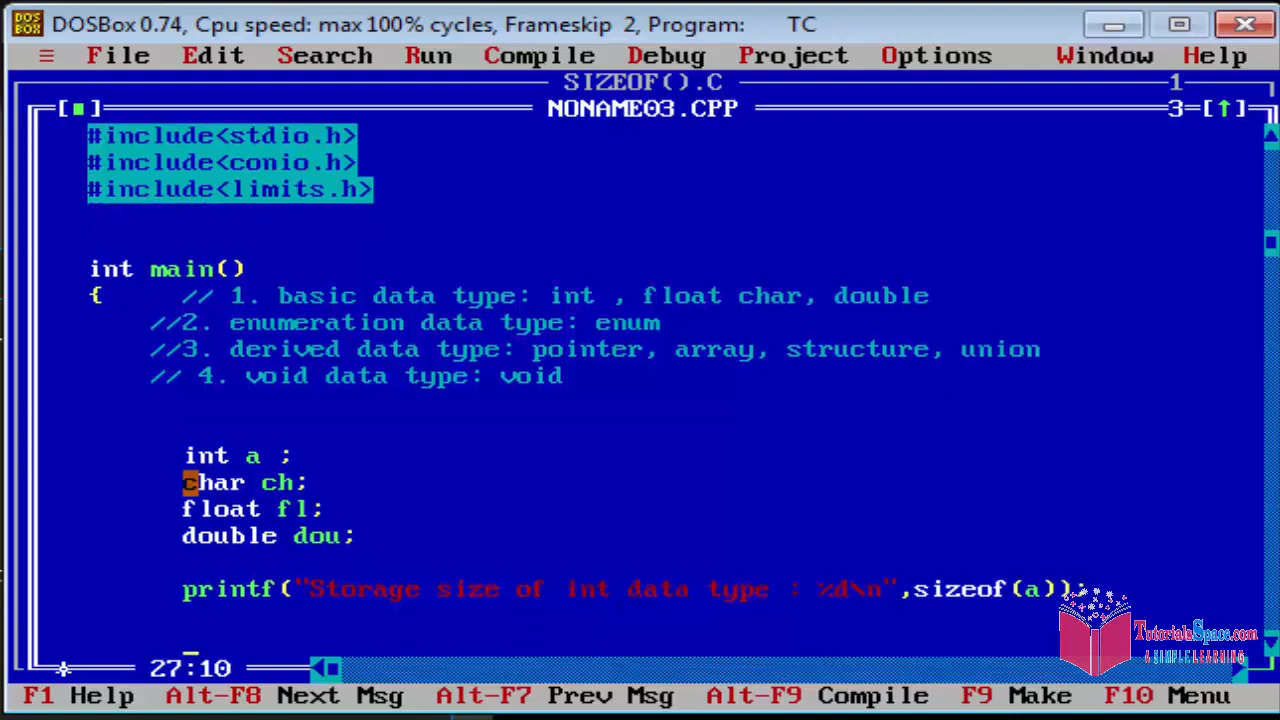 DOSBox 0.74, Cpu speed: max 100% cycles, Frameskip 2, Program: TC
≡ File Edit Search Run Compile Debug Project Options Window Help
SIZEOF().C 1
[■] NONAME03.CPP 3=[↑]
#include<stdio.h>
#include<conio.h>
#include<limits.h>
int main()
{ // 1. basic data type: int , float char, double
//2. enumeration data type: enum
//3. derived data type: pointer, array, structure, union
// 4. void data type: void
int a ;
char ch;
float fl;
double dou;
printf("Storage size of int data type : %d\n",sizeof(a));
TutorialsSpace.com
A SIMPLE LEARNING
27:10
F1 Help Alt-F8 Next Msg Alt-F7 Prev Msg Alt-F9 Compile F9 Make F10 Menu